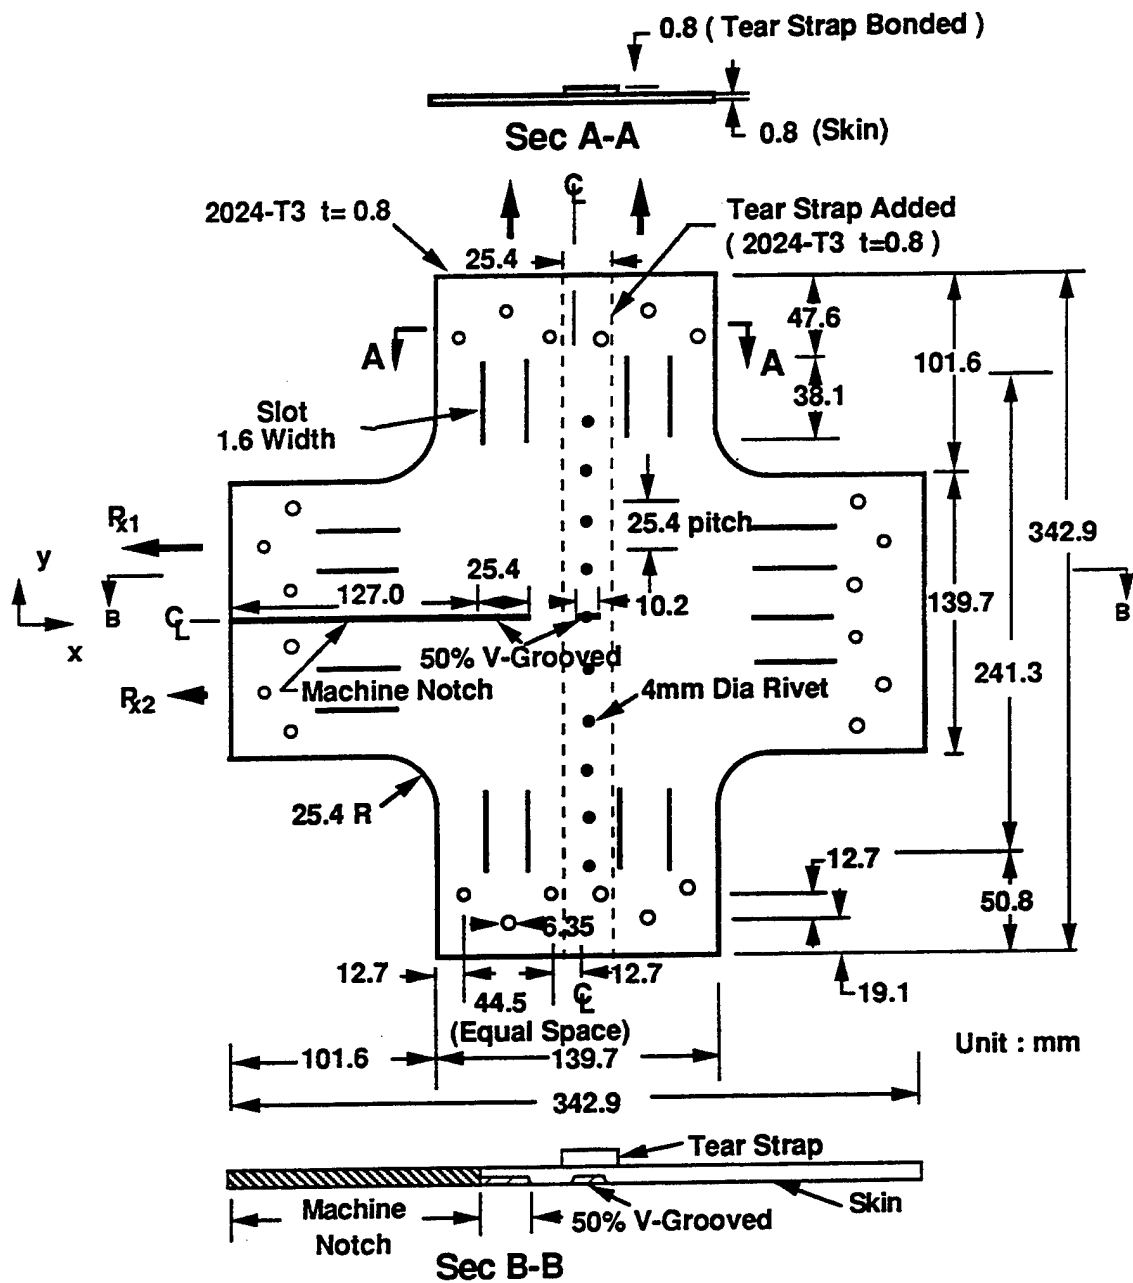 0.8 ( Tear Strap Bonded )
0.8 (Skin)
Sec A-A
C L
2024-T3 t= 0.8
Tear Strap Added
( 2024-T3 t=0.8 )
25.4
47.6
A
A
101.6
38.1
Slot
1.6 Width
Rx1
25.4 pitch
342.9
y
25.4
B
127.0
10.2
139.7
B
C L
x
50% V-Grooved
241.3
Machine Notch
4mm Dia Rivet
Rx2
25.4 R
12.7
50.8
6.35
12.7
12.7
44.5
C L
19.1
(Equal Space)
Unit : mm
101.6
139.7
342.9
Tear Strap
Machine
Notch
50% V-Grooved
Skin
Sec B-B